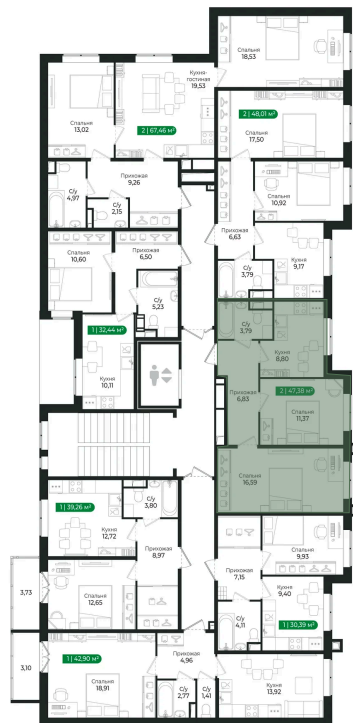 Спальня
18,53
Кухня-
гостиная
19,53
Спальня
13,02
2 | 67,46 м²
2 | 48,01 м²
Спальня
17,50
Прихожая
9,26
С/у
4,97
С/у
2,15
Спальня
10,92
Прихожая
6,63
Кухня
9,17
С/у
3,79
Спальня
10,60
Прихожая
6,50
С/у
5,23
1 | 32,44 м²
Кухня
10,11
С/у
3,79
Кухня
8,80
Прихожая
6,83
2 | 47,38 м²
Спальня
11,37
Спальня
16,59
1 | 39,26 м²
Кухня
12,72
С/у
3,80
Прихожая
8,97
Спальня
9,93
Прихожая
7,15
Кухня
9,40
С/у
4,11
1 | 30,39 м²
3,73
Спальня
12,65
3,10
1 | 42,90 м²
Спальня
18,91
Прихожая
4,96
С/у
2,77
С/у
1,41
Кухня
13,92